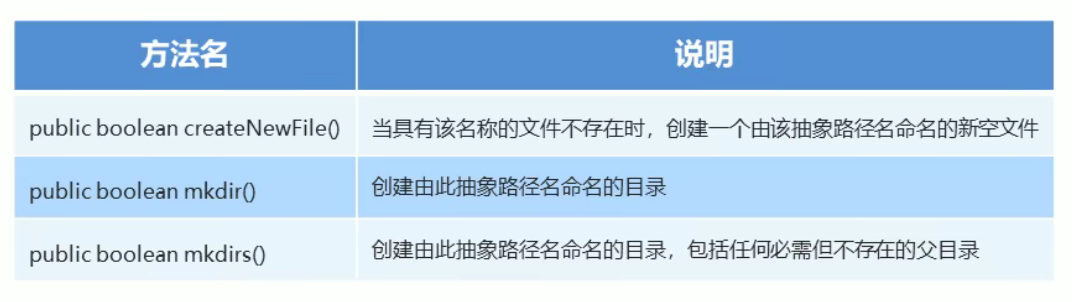 方法名 说明
public boolean createNewFile() 当具有该名称的文件不存在时，创建一个由该抽象路径名命名的新空文件
public boolean mkdir() 创建由此抽象路径名命名的目录
public boolean mkdirs() 创建由此抽象路径名命名的目录，包括任何必需但不存在的父目录